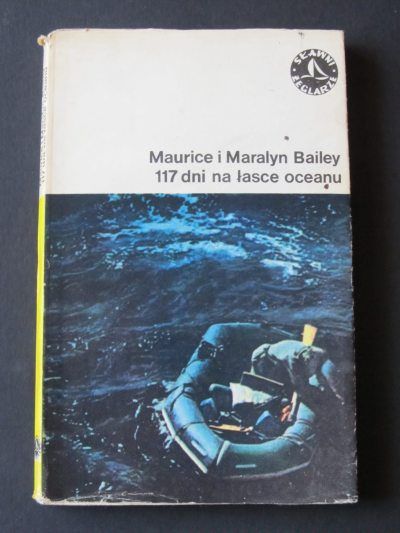 SŁAWNI
ŻEGLARZE
Maurice i Maralyn Bailey
117 dni na łasce oceanu